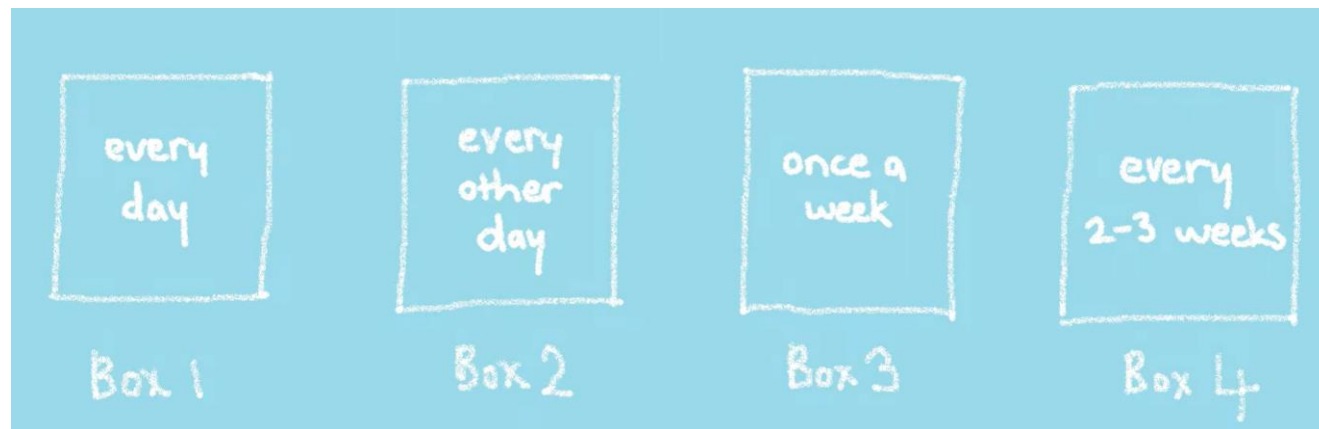 every
day
every
other
day
once a
week
every
2-3 weeks
Box 1
Box 2
Box 3
Box 4